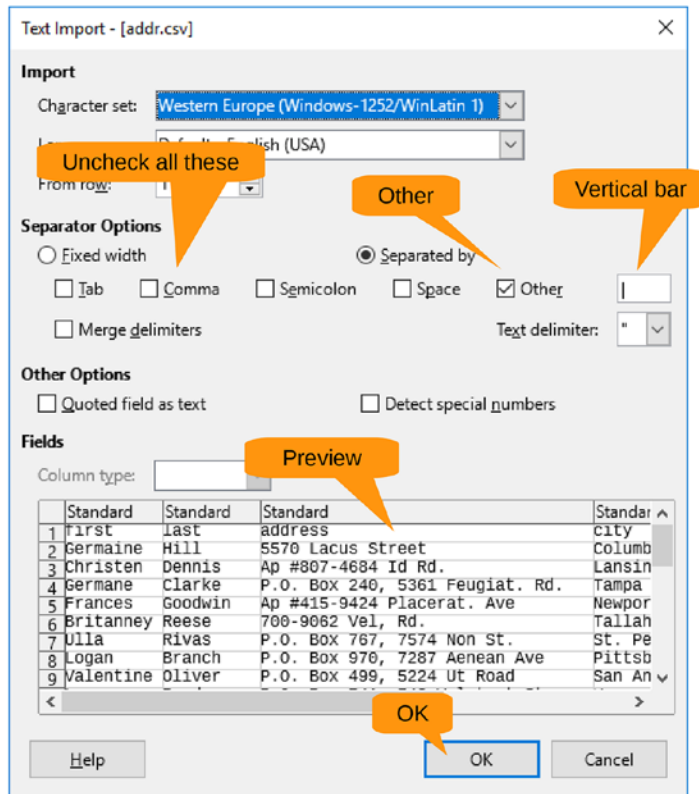 Text Import - [addr.csv]
Import
Character set: Western Europe (Windows-1252/WinLatin 1)
(USA)
Uncheck all these
Other
Vertical bar
Separator Options
Fixed width Separated by
Tab Comma Semicolon Space Other |
Merge delimiters Text delimiter: "
Other Options
Quoted field as text Detect special numbers
Fields
Preview
Column type:
Standard Standard Standard
1 first last address city
2 Germaine Hill 5570 Lacus Street Columb
3 Christen Dennis Ap #807-4684 Id Rd. Lansin
4 Germane Clarke P.O. Box 240, 5361 Feugiat. Rd. Tampa
5 Frances Goodwin Ap #415-9424 Placerat. Ave Newpor
6 Britanney Reese 700-9062 Vel, Rd. Tallah
7 Ulla Rivas P.O. Box 767, 7574 Non St. St. Pe
8 Logan Branch P.O. Box 970, 7287 Aenean Ave Pittsb
9 Valentine Oliver P.O. Box 499, 5224 Ut Road San An
OK
Help OK Cancel